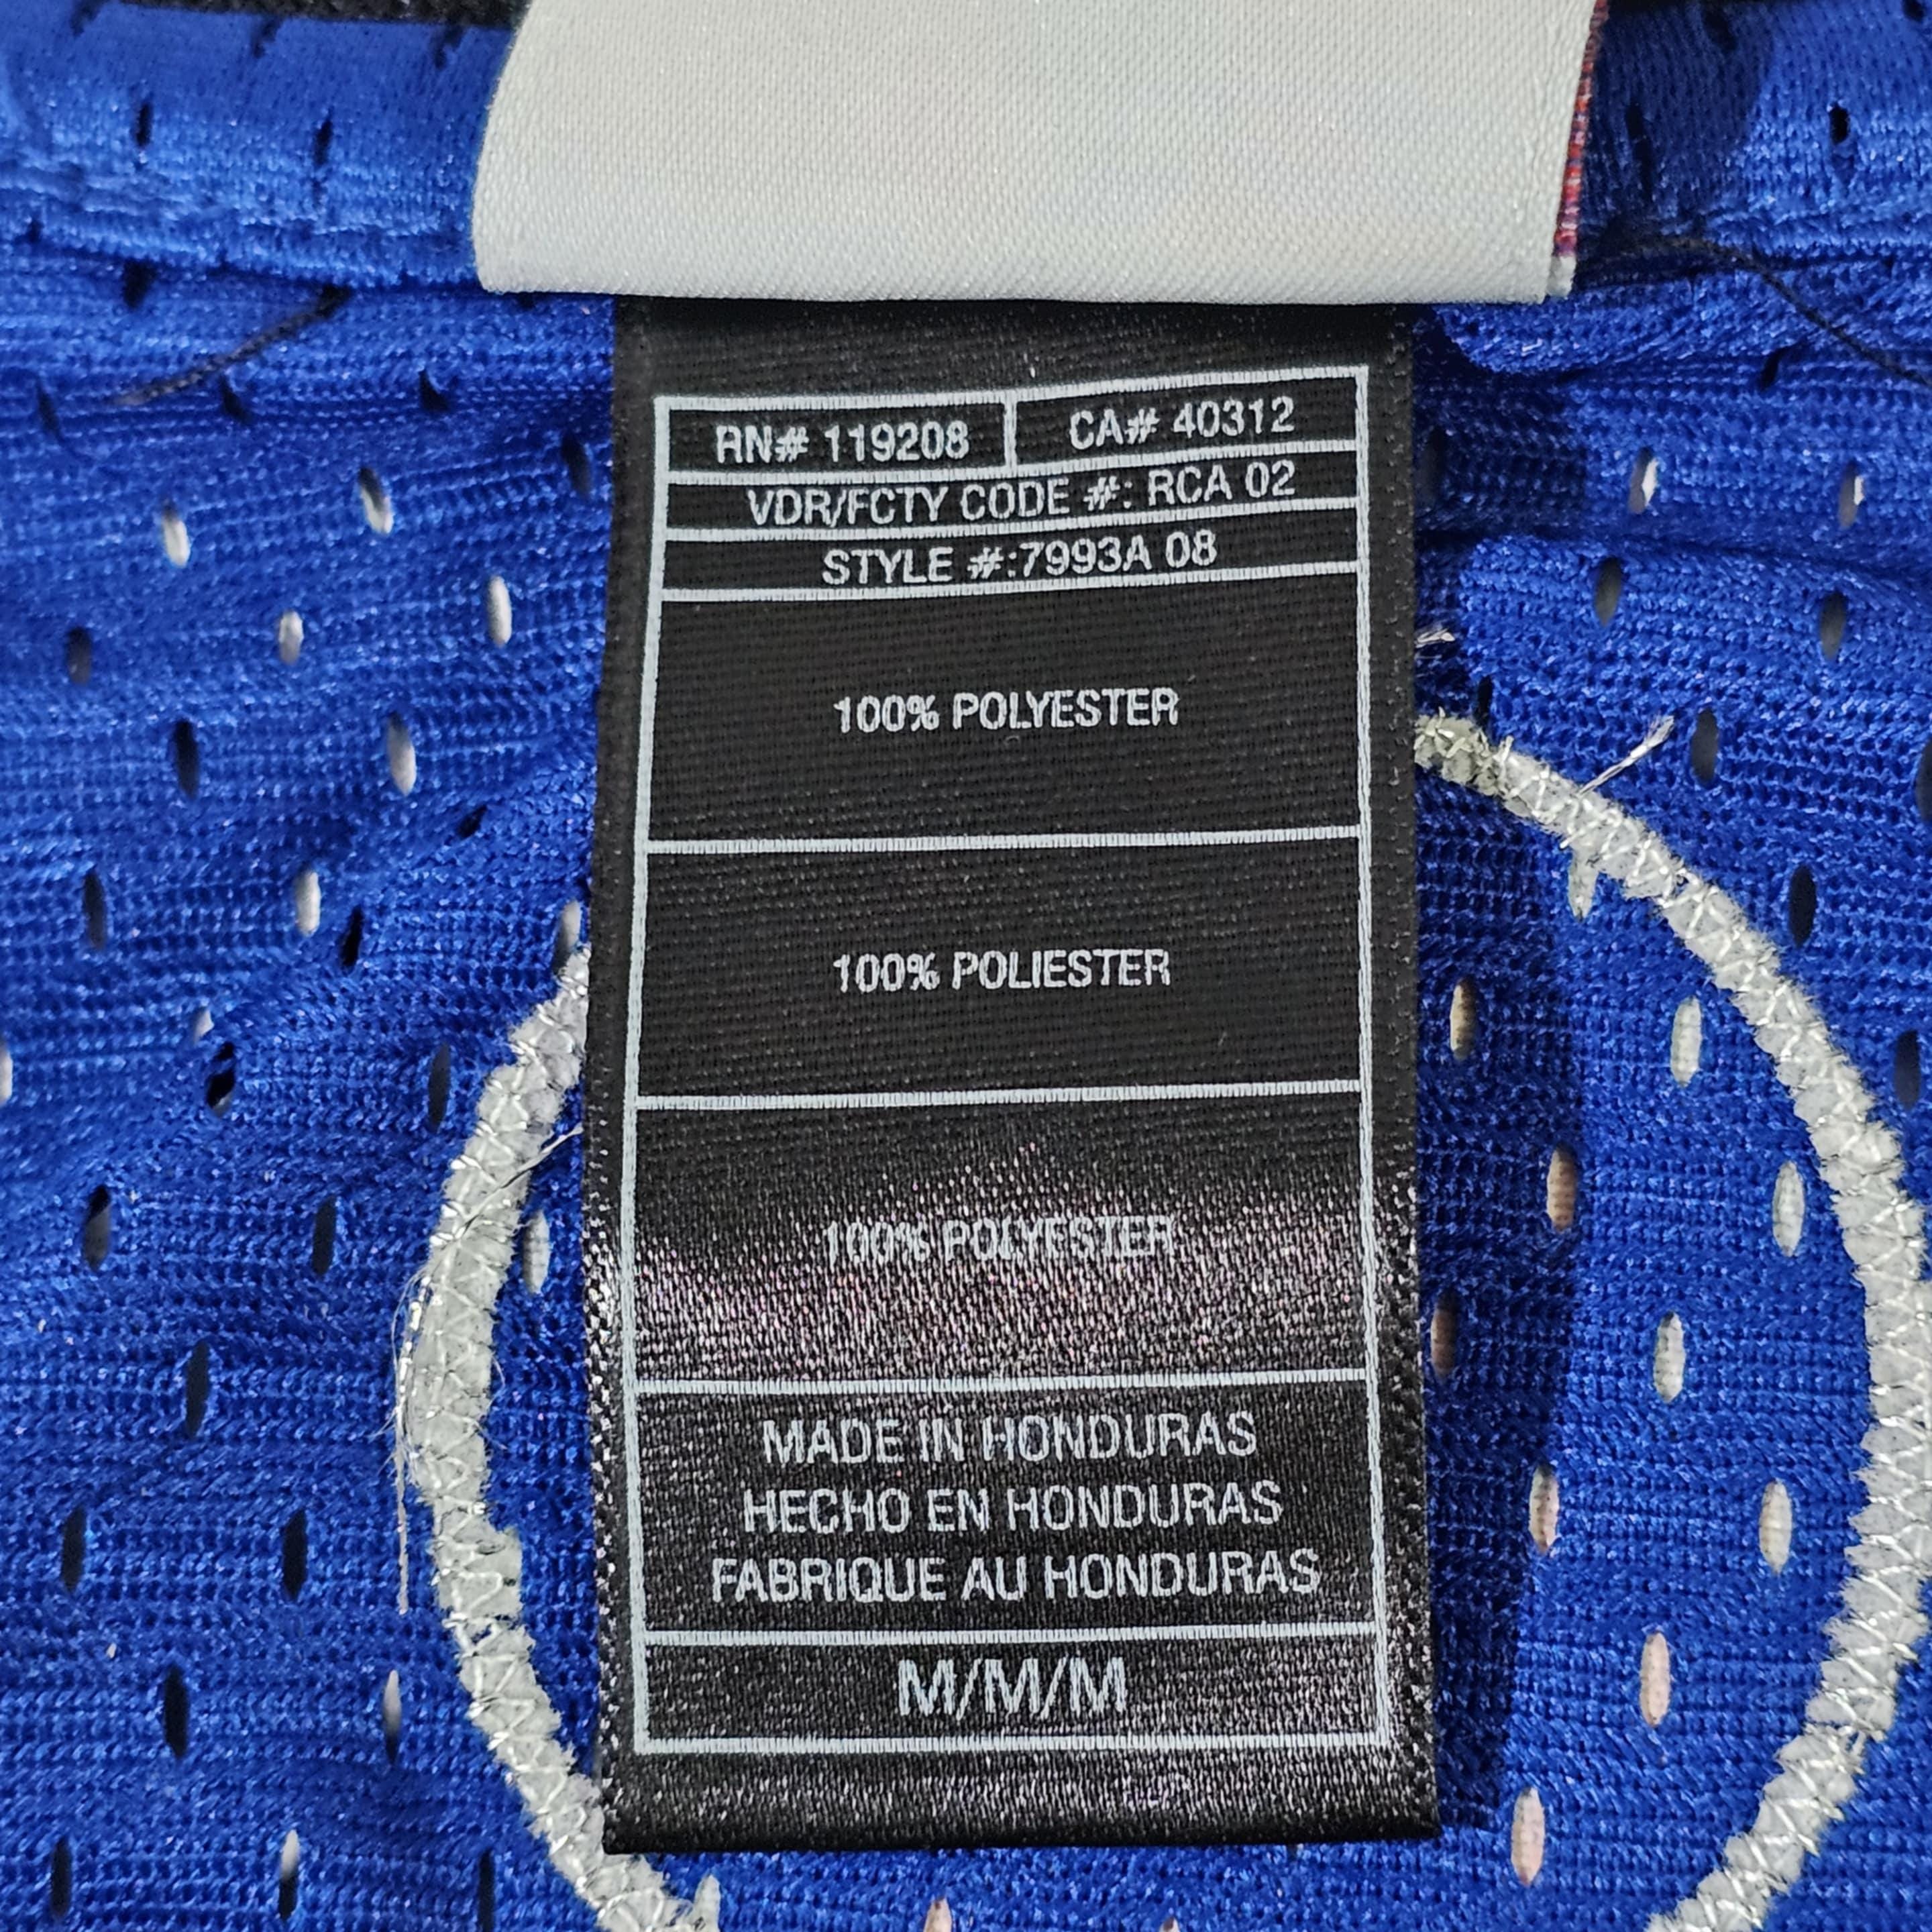 RN# 119208 CA# 40312
VDR/FCTY CODE #: RCA 02
STYLE #:7993A 08
100% POLYESTER
100% POLIESTER
100% POLYESTER
MADE IN HONDURAS
HECHO EN HONDURAS
FABRIQUE AU HONDURAS
M/M/M